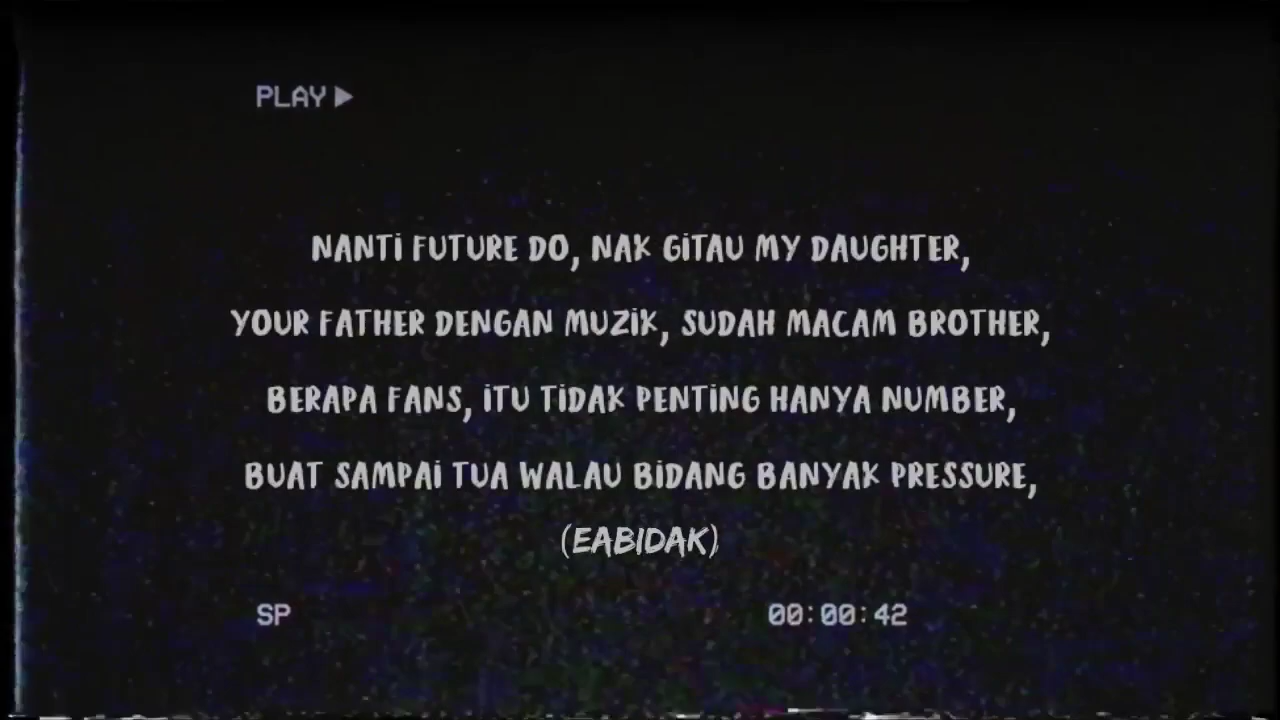 PLAY ▶
NANTI FUTURE DO, NAK GITAU MY DAUGHTER,
YOUR FATHER DENGAN MUZIK, SUDAH MACAM BROTHER,
BERAPA FANS, ITU TIDAK PENTING HANYA NUMBER,
BUAT SAMPAI TUA WALAU BIDANG BANYAK PRESSURE,
(EABIDAK)
SP 00:00:42